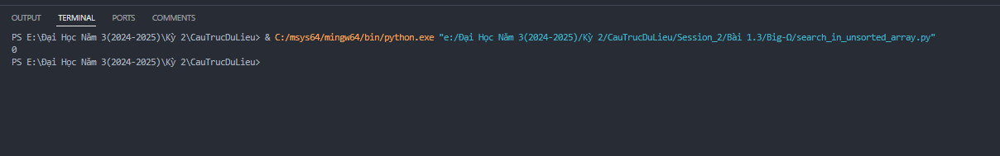 OUTPUT TERMINAL PORTS COMMENTS
PS E:\Đại Học Năm 3(2024-2025)\Kỳ 2\CauTrucDuLieu> & C:/msys64/mingw64/bin/python.exe "e:/Đại Học Năm 3(2024-2025)/Kỳ 2/CauTrucDuLieu/Session_2/Bài 1.3/Big-Ω/search_in_unsorted_array.py"
0
PS E:\Đại Học Năm 3(2024-2025)\Kỳ 2\CauTrucDuLieu>